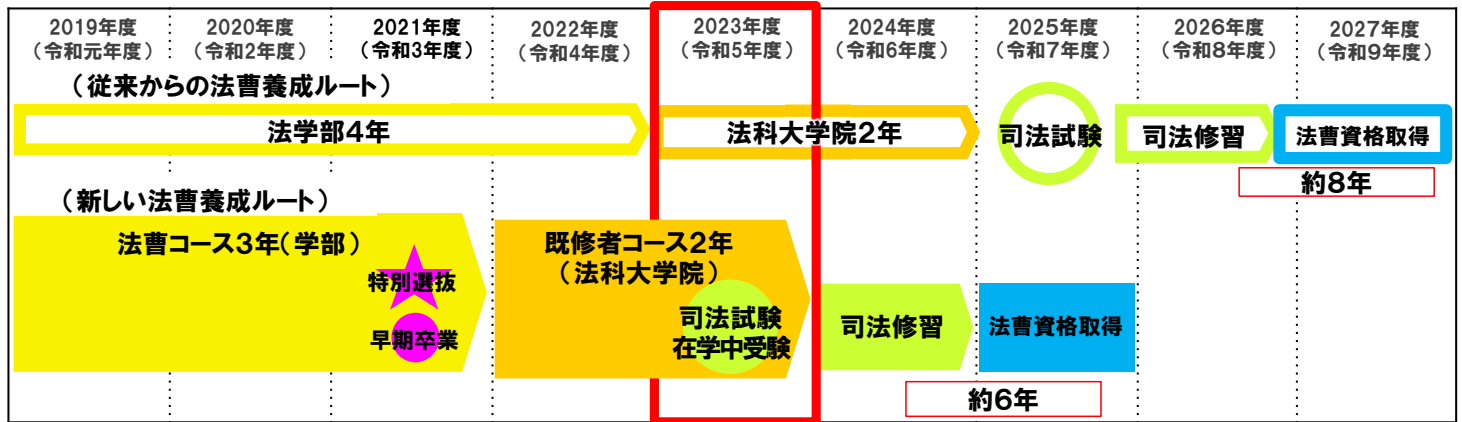 2019年度 2020年度 2021年度 2022年度 2023年度 2024年度 2025年度 2026年度 2027年度
（令和元年度） （令和2年度） （令和3年度） （令和4年度） （令和5年度） （令和6年度） （令和7年度） （令和8年度） （令和9年度）
（従来からの法曹養成ルート）
法学部4年 法科大学院2年 司法試験 司法修習 法曹資格取得
約8年
（新しい法曹養成ルート）
法曹コース3年（学部）
特別選抜
早期卒業
既修者コース2年
（法科大学院）
司法試験
在学中受験
司法修習
法曹資格取得
約6年